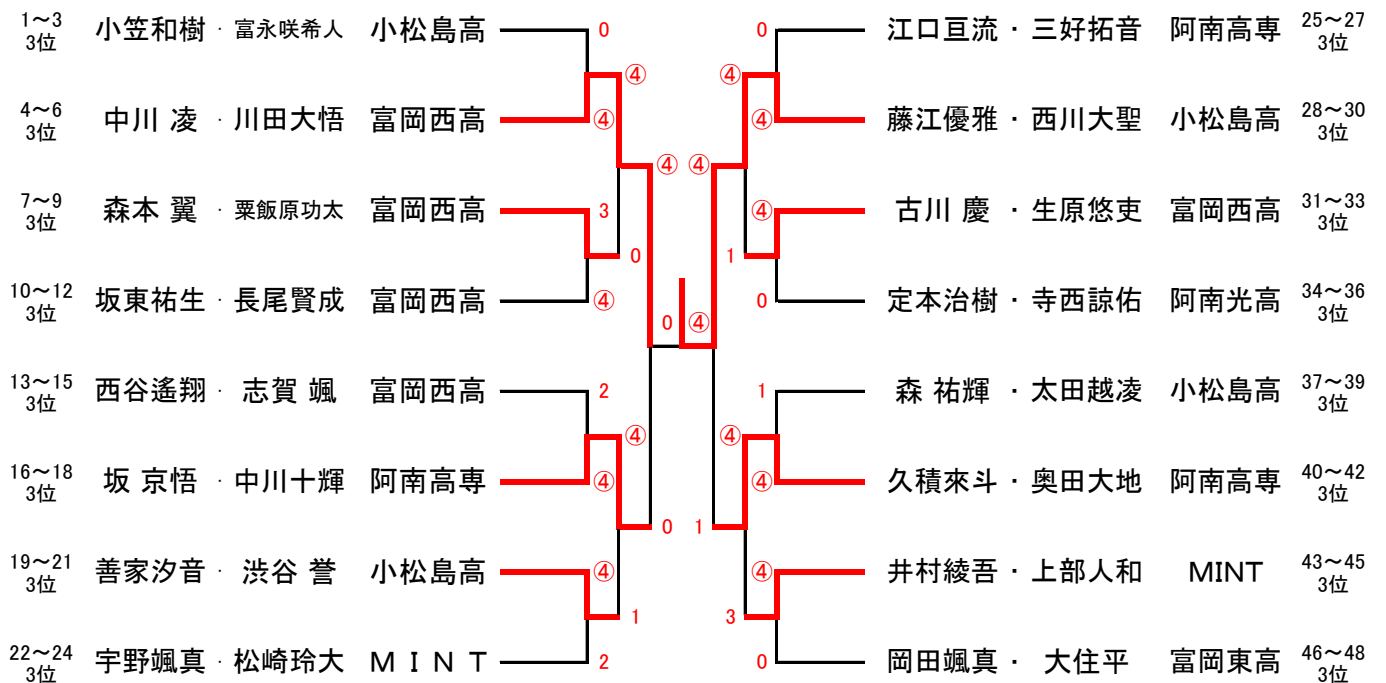 1～3 小笠和樹 · 富永咲希人 小松島高 0 0 江口亘流 ・ 三好拓音 阿南高専 25～27
3位 3位
④ ④
4～6 中川 凌 · 川田大悟 富岡西高 ④ ④ 藤江優雅 ・ 西川大聖 小松島高 28～30
3位 3位
④ ④
7～9 森本 翼 · 粟飯原功太 富岡西高 3 ④ 古川 慶 ・ 生原悠吏 富岡西高 31～33
3位 3位
0 1
10～12 坂東祐生 · 長尾賢成 富岡西高 ④ 0 定本治樹 ・ 寺西諒佑 阿南光高 34～36
3位 3位
0 ④
13～15 西谷遙翔 · 志賀 颯 富岡西高 2 1 森 祐輝 ・ 太田越凌 小松島高 37～39
3位 3位
④ ④
16～18 坂 京悟 · 中川十輝 阿南高専 ④ ④ 久積來斗 ・ 奥田大地 阿南高専 40～42
3位 3位
0 1
19～21 善家汐音 · 渋谷 誉 小松島高 ④ ④ 井村綾吾 ・ 上部人和 MINT 43～45
3位 3位
1 3
22～24 宇野颯真 · 松崎玲大 ＭＩＮＴ 2 0 岡田颯真 ・ 大住平 富岡東高 46～48
3位 3位